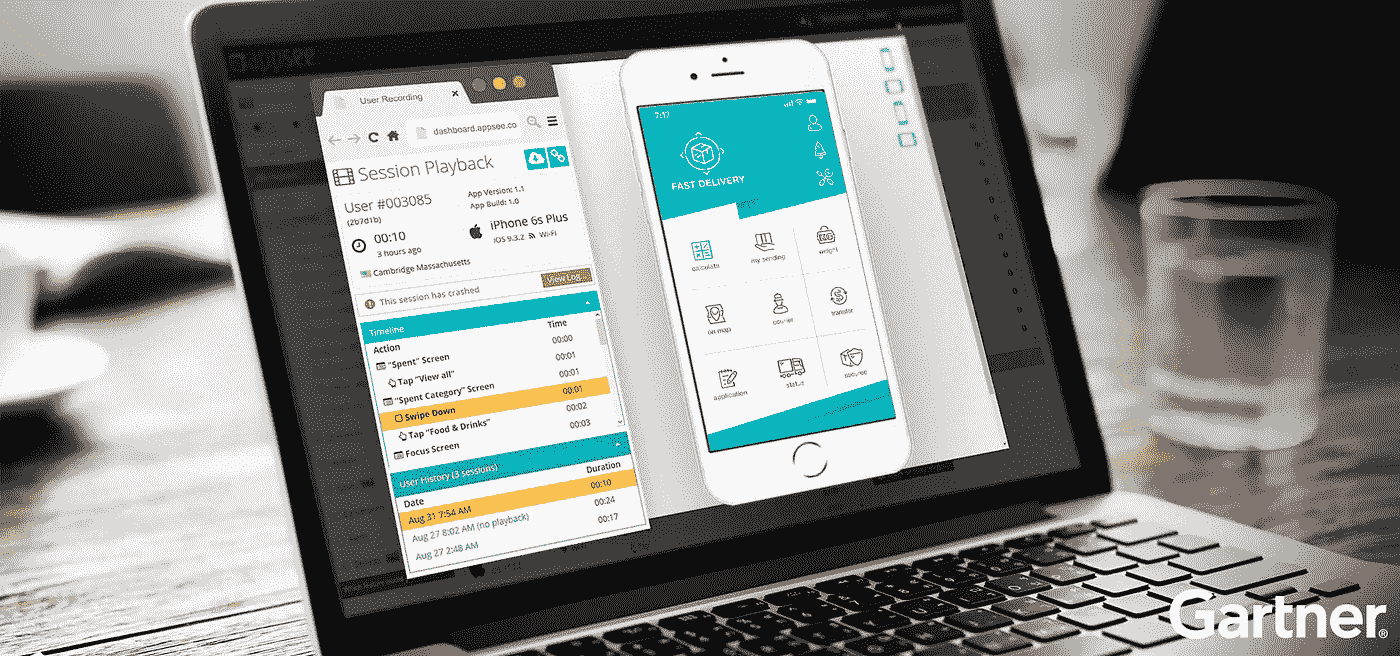 appsee
User Recording
dashboard.appsee.co
Session Playback
User #003085
(2b7d1b)
App Version: 1.1
App Build: 1.0
00:10
3 hours ago
iPhone 6s Plus
iOS 9.3.2 Wi-Fi
Cambridge Massachusetts
This session has crashed
View Log...
Timeline
Action Time
"Spent" Screen 00:00
Tap "View all" 00:01
"Spent Category" Screen 00:01
Swipe Down 00:01
Tap "Food & Drinks" 00:02
Focus Screen 00:03
User History (3 sessions)
Date Duration
Aug 31 7:54 AM 00:10
Aug 27 8:02 AM (no playback) 00:24
Aug 27 2:48 AM 00:17
7:17
FAST DELIVERY
calculate
my sending
KG
weight
on map
courier
transfer
application
status
secured
Gartner®